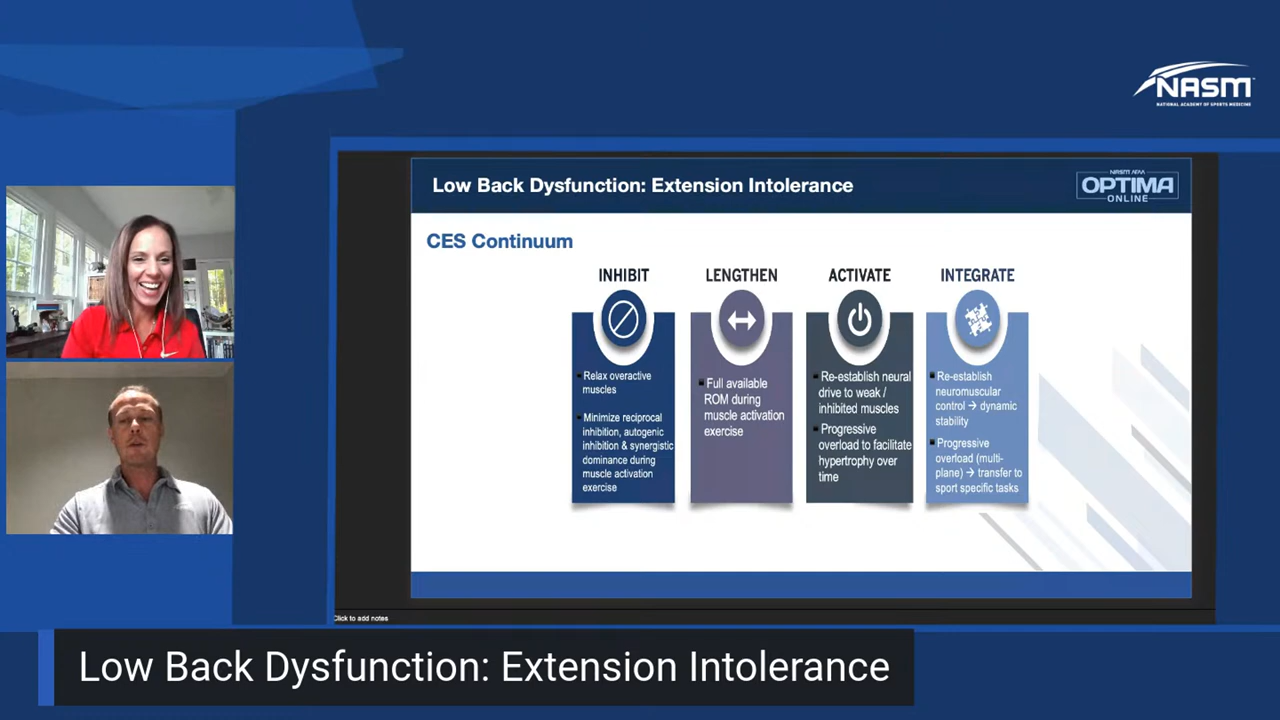 NASM
NATIONAL ACADEMY OF SPORTS MEDICINE
Low Back Dysfunction: Extension Intolerance
NASM AFAA
OPTIMA
ONLINE
CES Continuum
INHIBIT
Relax overactive
muscles
Minimize reciprocal
inhibition, autogenic
inhibition & synergistic
dominance during
muscle activation
exercise
LENGTHEN
Full available
ROM during
muscle activation
exercise
ACTIVATE
Re-establish neural
drive to weak /
inhibited muscles
Progressive
overload to facilitate
hypertrophy over
time
INTEGRATE
Re-establish
neuromuscular
control → dynamic
stability
Progressive
overload (multi-
plane) → transfer to
sport specific tasks
Click to add notes
Low Back Dysfunction: Extension Intolerance